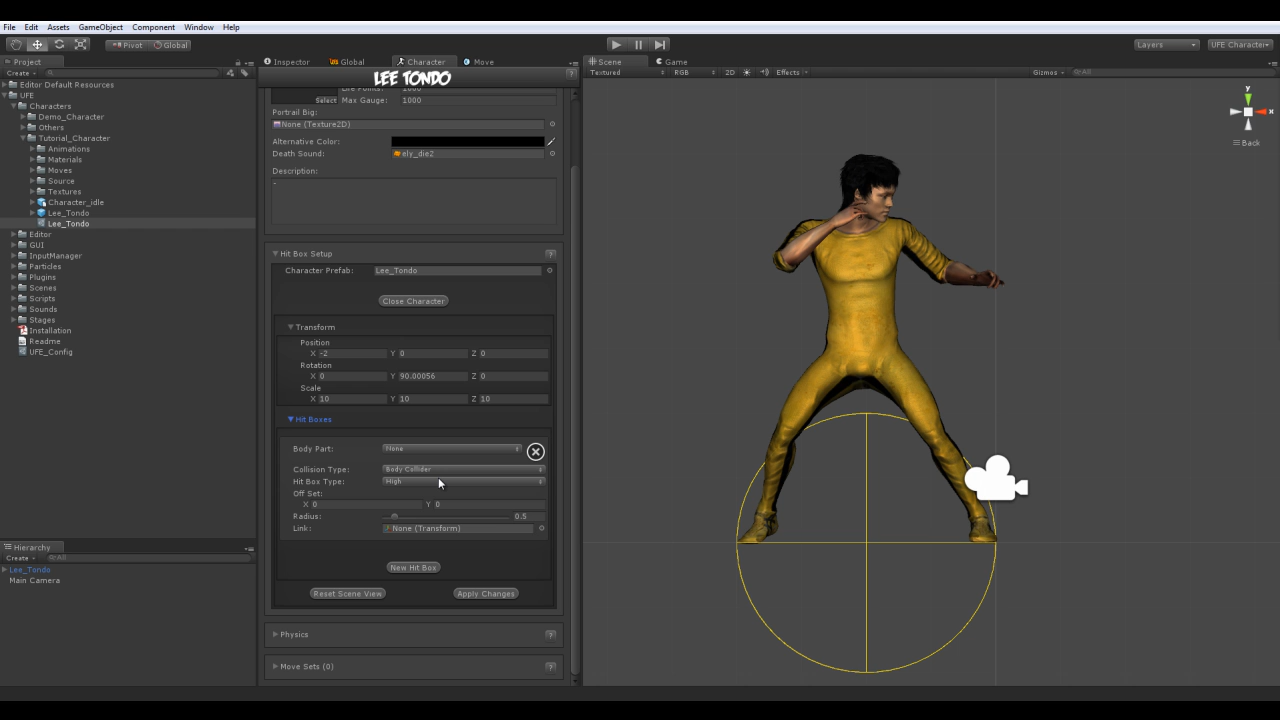 File Edit Assets GameObject Component Window Help
Pivot Global Layers UFE Character
Project Inspector Global Character Move Scene Game
Create Textured RGB 2D Effects Gizmos All
LEE TONDO
Editor Default Resources
UFE
Characters
Demo_Character
Others
Tutorial_Character
Animations
Materials
Moves
Source
Textures
Character_idle
Lee_Tondo
Lee_Tondo
Editor
GUI
InputManager
Particles
Plugins
Scenes
Scripts
Sounds
Stages
Installation
Readme
UFE_Config
Hierarchy
Create All
Lee_Tondo
Main Camera
Select Max Gauge: 1000
Portrail Big:
None (Texture2D)
Alternative Color:
Death Sound: ely_die2
Description:
-
Hit Box Setup ?
Character Prefab: Lee_Tondo
Close Character
Transform
Position
X -2 Y 0 Z 0
Rotation
X 0 Y 90.00056 Z 0
Scale
X 10 Y 10 Z 10
Hit Boxes
Body Part: None
Collision Type: Body Collider
Hit Box Type: High
Off Set:
X 0 Y 0
Radius: 0.5
Link: None (Transform)
New Hit Box
Reset Scene View Apply Changes
Physics ?
Move Sets (0) ?
y
x
Back